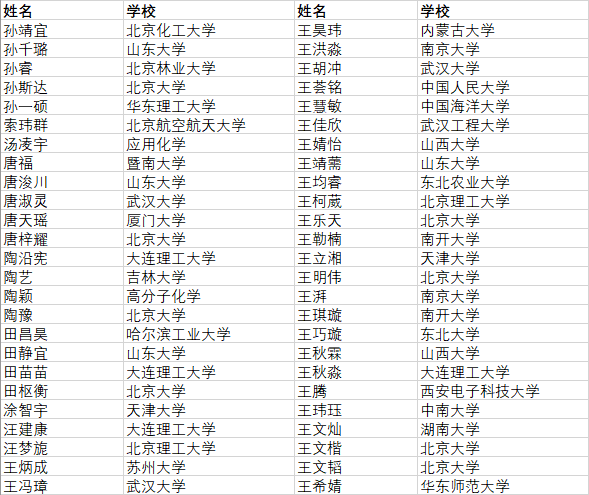 姓名 学校 姓名 学校
孙靖宜 北京化工大学 王昊玮 内蒙古大学
孙千璐 山东大学 王洪淼 南京大学
孙睿 北京林业大学 王胡冲 武汉大学
孙斯达 北京大学 王荟铭 中国人民大学
孙一硕 华东理工大学 王慧敏 中国海洋大学
索玮群 北京航空航天大学 王佳欣 武汉工程大学
汤凌宇 应用化学 王婧怡 山西大学
唐福 暨南大学 王靖薷 山东大学
唐浚川 山东大学 王均睿 东北农业大学
唐淑灵 武汉大学 王柯葳 北京理工大学
唐天瑶 厦门大学 王乐天 北京大学
唐梓耀 北京大学 王勒楠 南开大学
陶沿宪 大连理工大学 王立湘 天津大学
陶艺 吉林大学 王明伟 北京大学
陶颖 高分子化学 王湃 南京大学
陶豫 北京大学 王琪璇 南开大学
田昌昊 哈尔滨工业大学 王巧璇 东北大学
田静宜 山东大学 王秋霖 山西大学
田苗苗 大连理工大学 王秋淼 大连理工大学
田枢衡 北京大学 王腾 西安电子科技大学
涂智宇 天津大学 王玮珏 中南大学
汪建康 大连理工大学 王文灿 湖南大学
汪梦旎 北京理工大学 王文楷 北京大学
王炳成 苏州大学 王文韬 北京大学
王冯璋 武汉大学 王希婧 华东师范大学